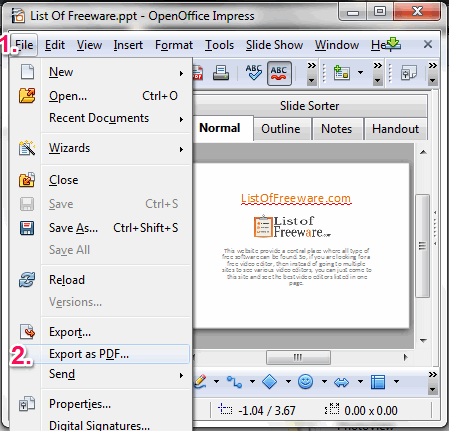 List Of Freeware.ppt - OpenOffice Impress
1.
File Edit View Insert Format Tools Slide Show Window Help
New
Open... Ctrl+O
Recent Documents
Wizards
Close
Save Ctrl+S
Save As... Ctrl+Shift+S
Save All
Reload
Versions...
Export...
2. Export as PDF...
Send
Properties...
Digital Signatures...
PDF
ABC
ABC
Slide Sorter
Normal Outline Notes Handout
ListOfFreeware.com
List of
Freeware.com
This website provide a central place where all type of
free software can be found. So, if you are looking for a
free video editor, then instead of going to multiple
sites to see various video editors, you can just come to
this site and see the best video editors listed in one
page.
-1.04 / 3.67 0.00 x 0.00